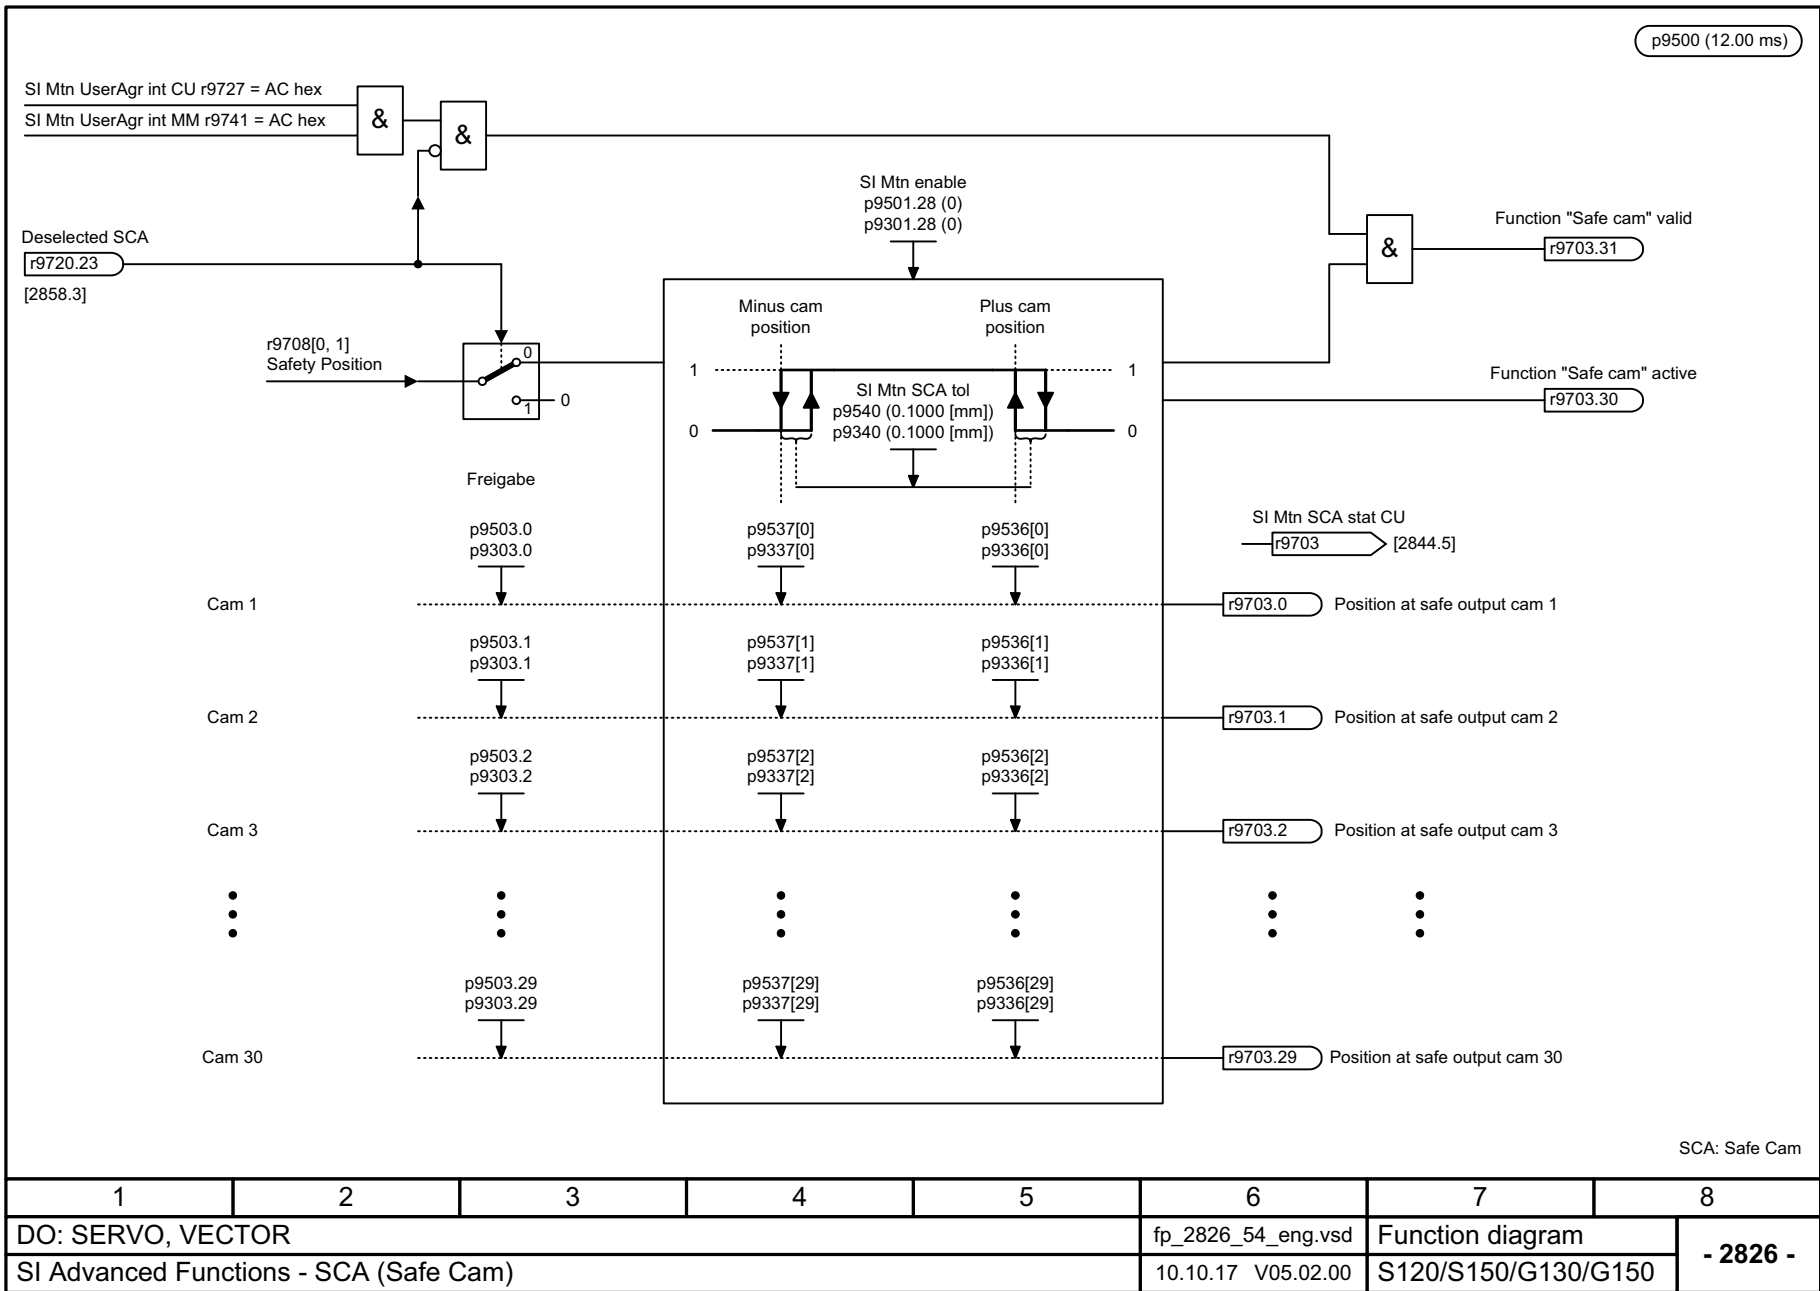 p9500 (12.00 ms)
SI Mtn UserAgr int CU r9727 = AC hex
SI Mtn UserAgr int MM r9741 = AC hex
&
&
SI Mtn enable
p9501.28 (0)
p9301.28 (0)
Deselected SCA
r9720.23
[2858.3]
&
Function "Safe cam" valid
r9703.31
r9708[0, 1]
Safety Position
0
1
0
Minus cam
position
Plus cam
position
1
1
SI Mtn SCA tol
p9540 (0.1000 [mm])
p9340 (0.1000 [mm])
0
0
Function "Safe cam" active
r9703.30
Freigabe
SI Mtn SCA stat CU
r9703
[2844.5]
p9503.0
p9303.0
p9537[0]
p9337[0]
p9536[0]
p9336[0]
Cam 1
r9703.0
Position at safe output cam 1
p9503.1
p9303.1
p9537[1]
p9337[1]
p9536[1]
p9336[1]
Cam 2
r9703.1
Position at safe output cam 2
p9503.2
p9303.2
p9537[2]
p9337[2]
p9536[2]
p9336[2]
Cam 3
r9703.2
Position at safe output cam 3
p9503.29
p9303.29
p9537[29]
p9337[29]
p9536[29]
p9336[29]
Cam 30
r9703.29
Position at safe output cam 30
SCA: Safe Cam
1 2 3 4 5 6 7 8
DO: SERVO, VECTOR
fp_2826_54_eng.vsd
Function diagram
- 2826 -
SI Advanced Functions - SCA (Safe Cam)
10.10.17 V05.02.00
S120/S150/G130/G150